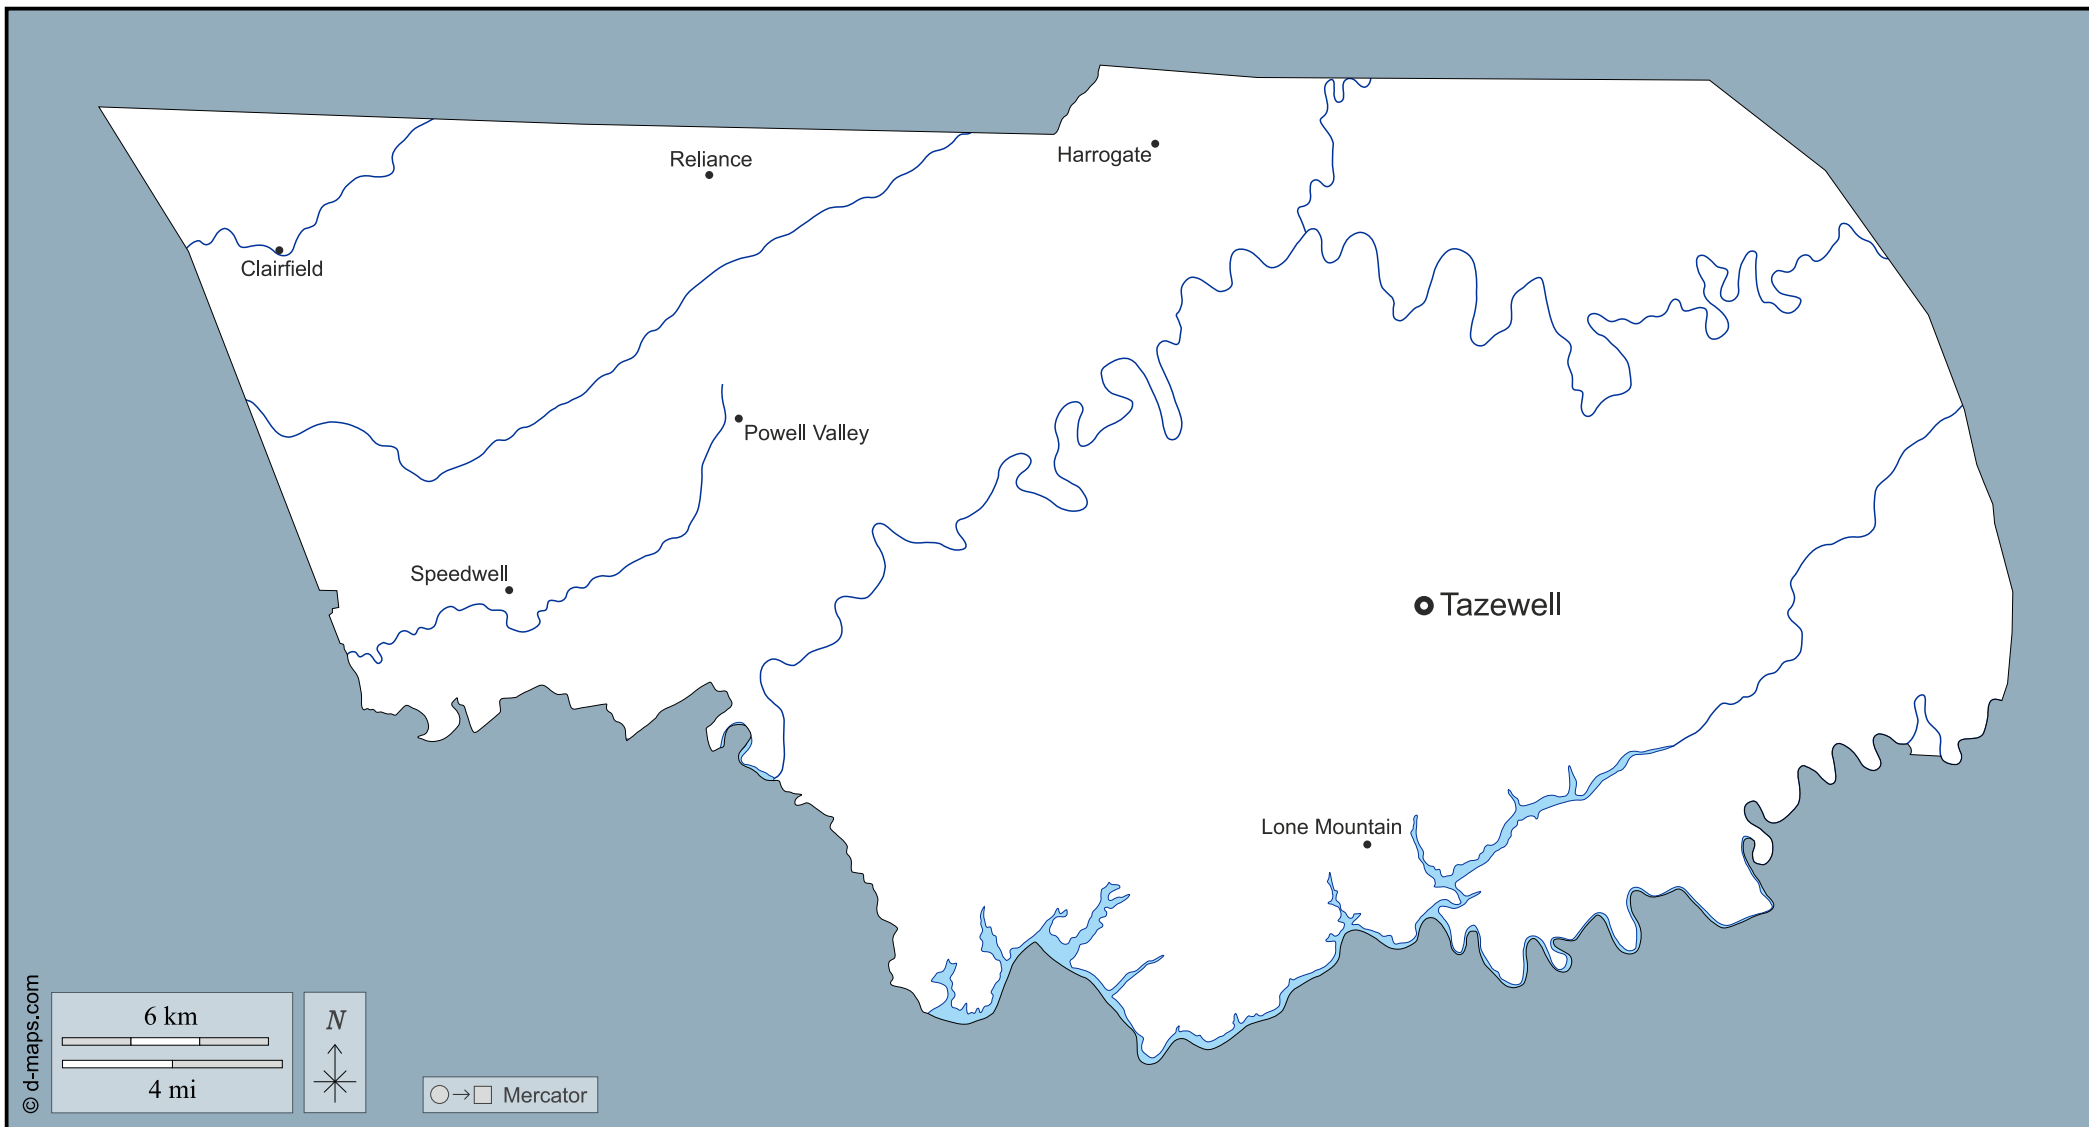 Reliance
Harrogate
Clairfield
Powell Valley
Speedwell
Tazewell
Lone Mountain
© d-maps.com
6 km
4 mi
N
Mercator